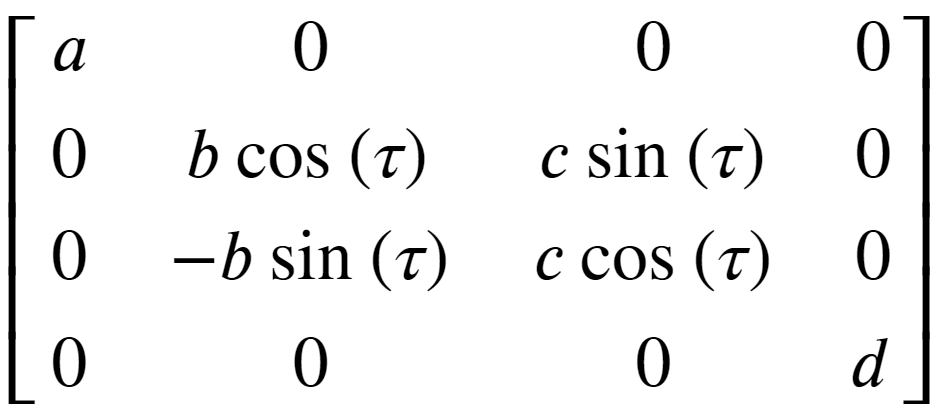 a 0 0 0
0 b cos (τ) c sin (τ) 0
0 −b sin (τ) c cos (τ) 0
0 0 0 d